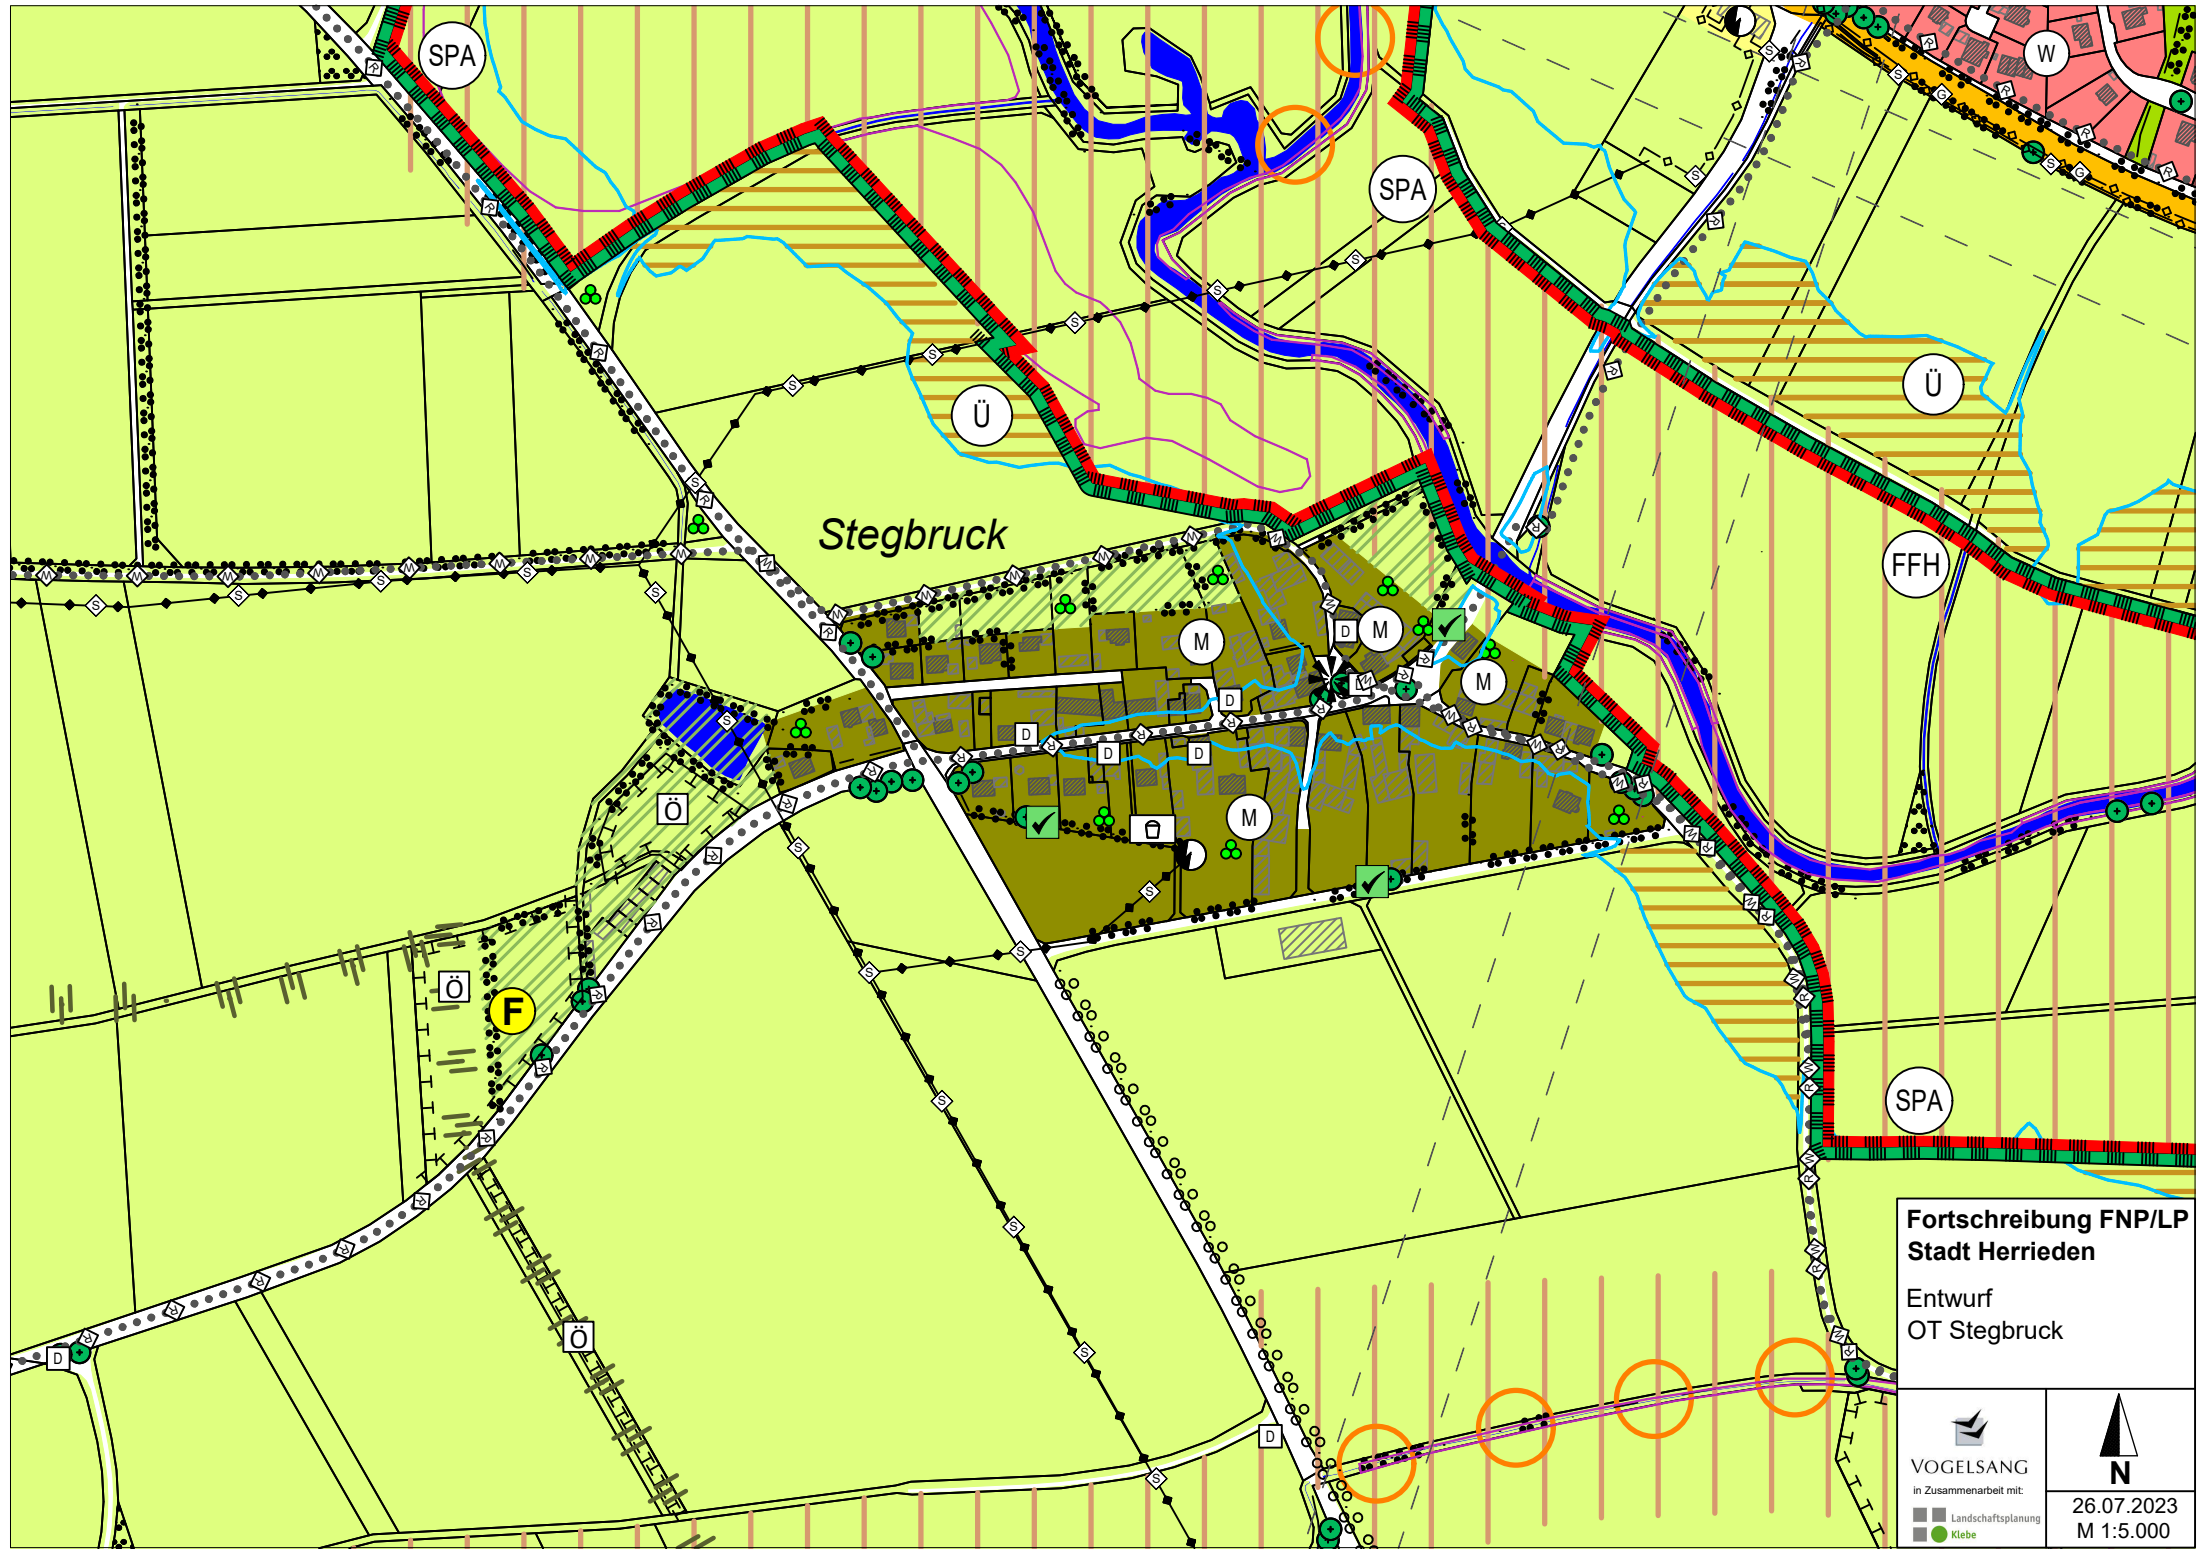 SPA
W
SPA
Ü
Ü
Stegbruck
FFH
M
M
M
D
D
D
D
D
M
Ö
Ö
F
SPA
Ö
D
D
Fortschreibung FNP/LP
Stadt Herrieden
Entwurf
OT Stegbruck
VOGELSANG
in Zusammenarbeit mit:
Landschaftsplanung
Klebe
N
26.07.2023
M 1:5.000